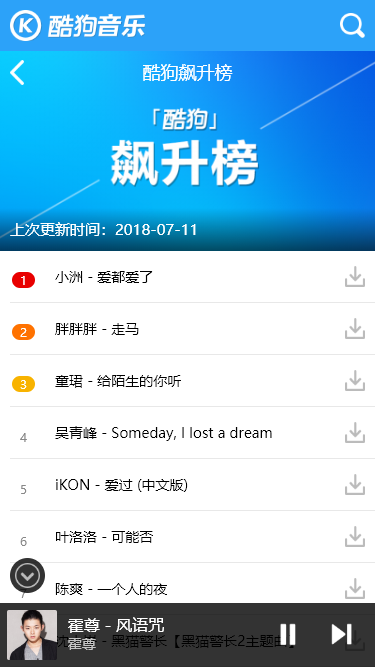 酷狗音乐
酷狗飙升榜
「酷狗」
飙升榜
上次更新时间：2018-07-11
1 小洲 - 爱都爱了
2 胖胖胖 - 走马
3 童珺 - 给陌生的你听
4 吴青峰 - Someday, I lost a dream
5 iKON - 爱过 (中文版)
6 叶洛洛 - 可能否
7 陈爽 - 一个人的夜
霍尊 - 风语咒
霍尊
黑猫警长【黑猫警长2主题曲】